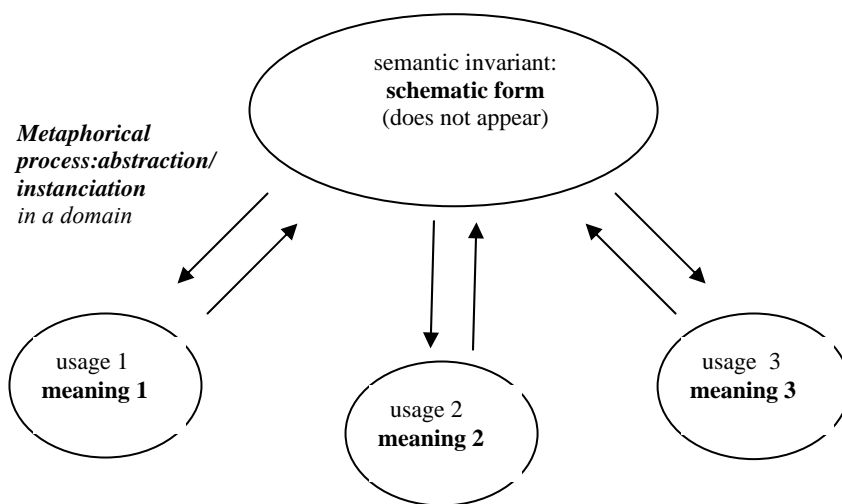 semantic invariant:
schematic form
(does not appear)
Metaphorical
process:abstraction/
instanciation
in a domain
usage 1
meaning 1
usage 2
meaning 2
usage 3
meaning 3